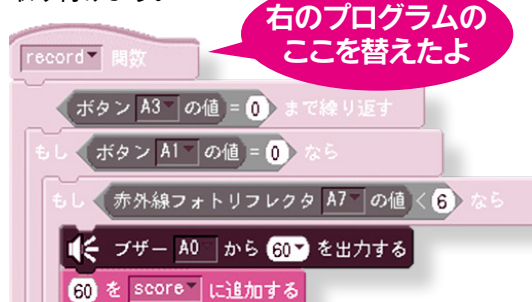 右のプログラムの
ここを替えたよ
record 関数
ボタン A3 の値 = 0 まで繰り返す
もし ボタン A1 の値 = 0 なら
もし 赤外線フォトリフレクタ A7 の値 < 6 なら
ブザー A0 から 60 を出力する
60 を score に追加する